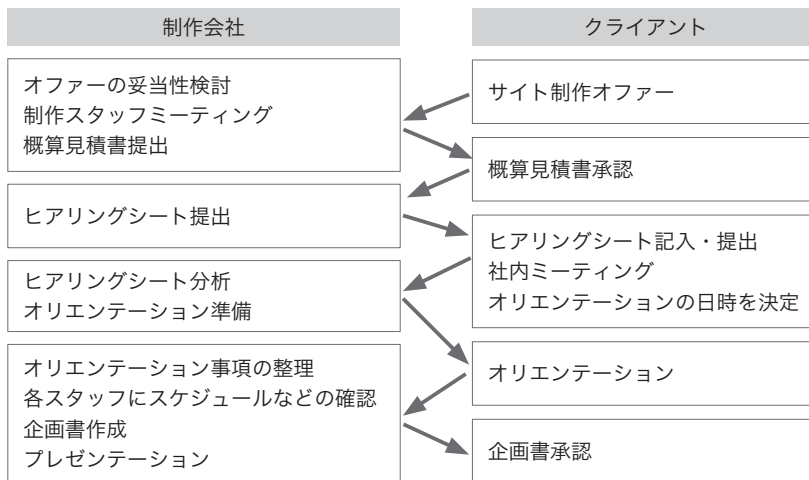 制作会社
オファーの妥当性検討
制作スタッフミーティング
概算見積書提出
ヒアリングシート提出
ヒアリングシート分析
オリエンテーション準備
オリエンテーション事項の整理
各スタッフにスケジュールなどの確認
企画書作成
プレゼンテーション
クライアント
サイト制作オファー
概算見積書承認
ヒアリングシート記入・提出
社内ミーティング
オリエンテーションの日時を決定
オリエンテーション
企画書承認